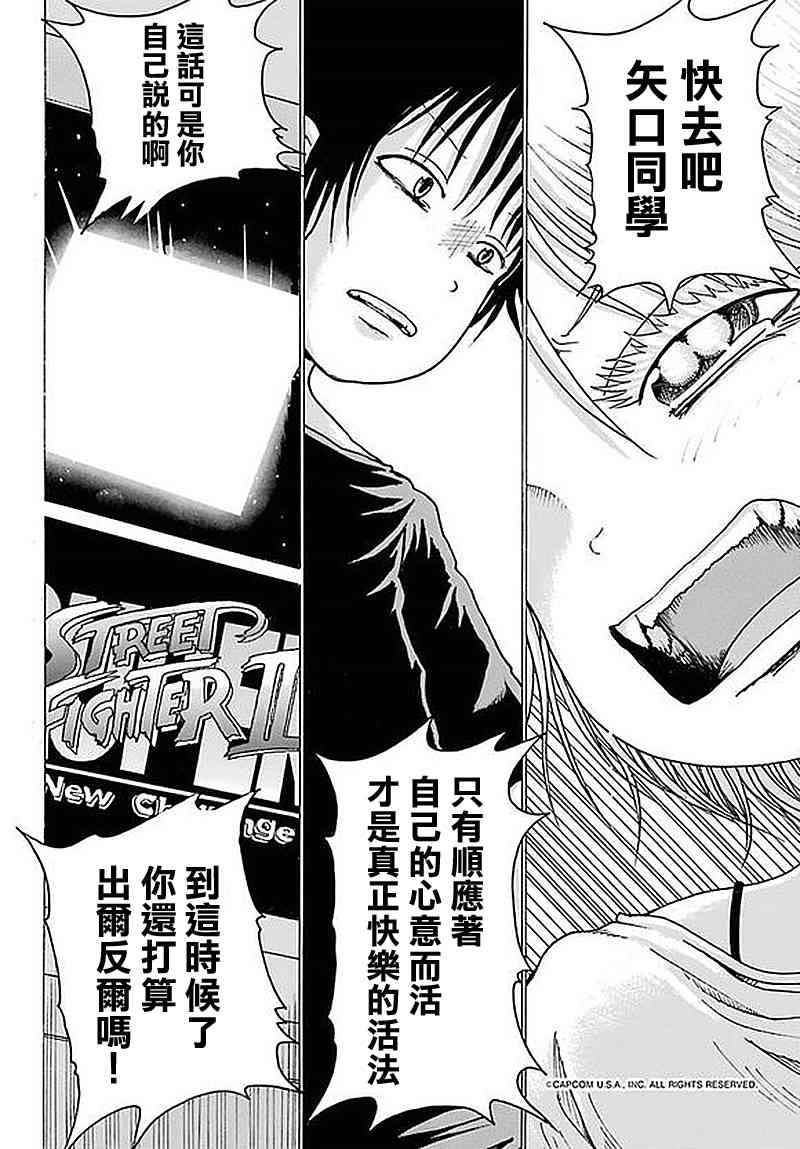 快去吧
矢口同學
只有順應著
自己的心意而活
才是真正快樂的活法
這話可是你
自己說的啊
STREET
FIGHTER II
New Challenge
到這時候了
你還打算
出爾反爾嗎！
©CAPCOM U.S.A., INC. ALL RIGHTS RESERVED.